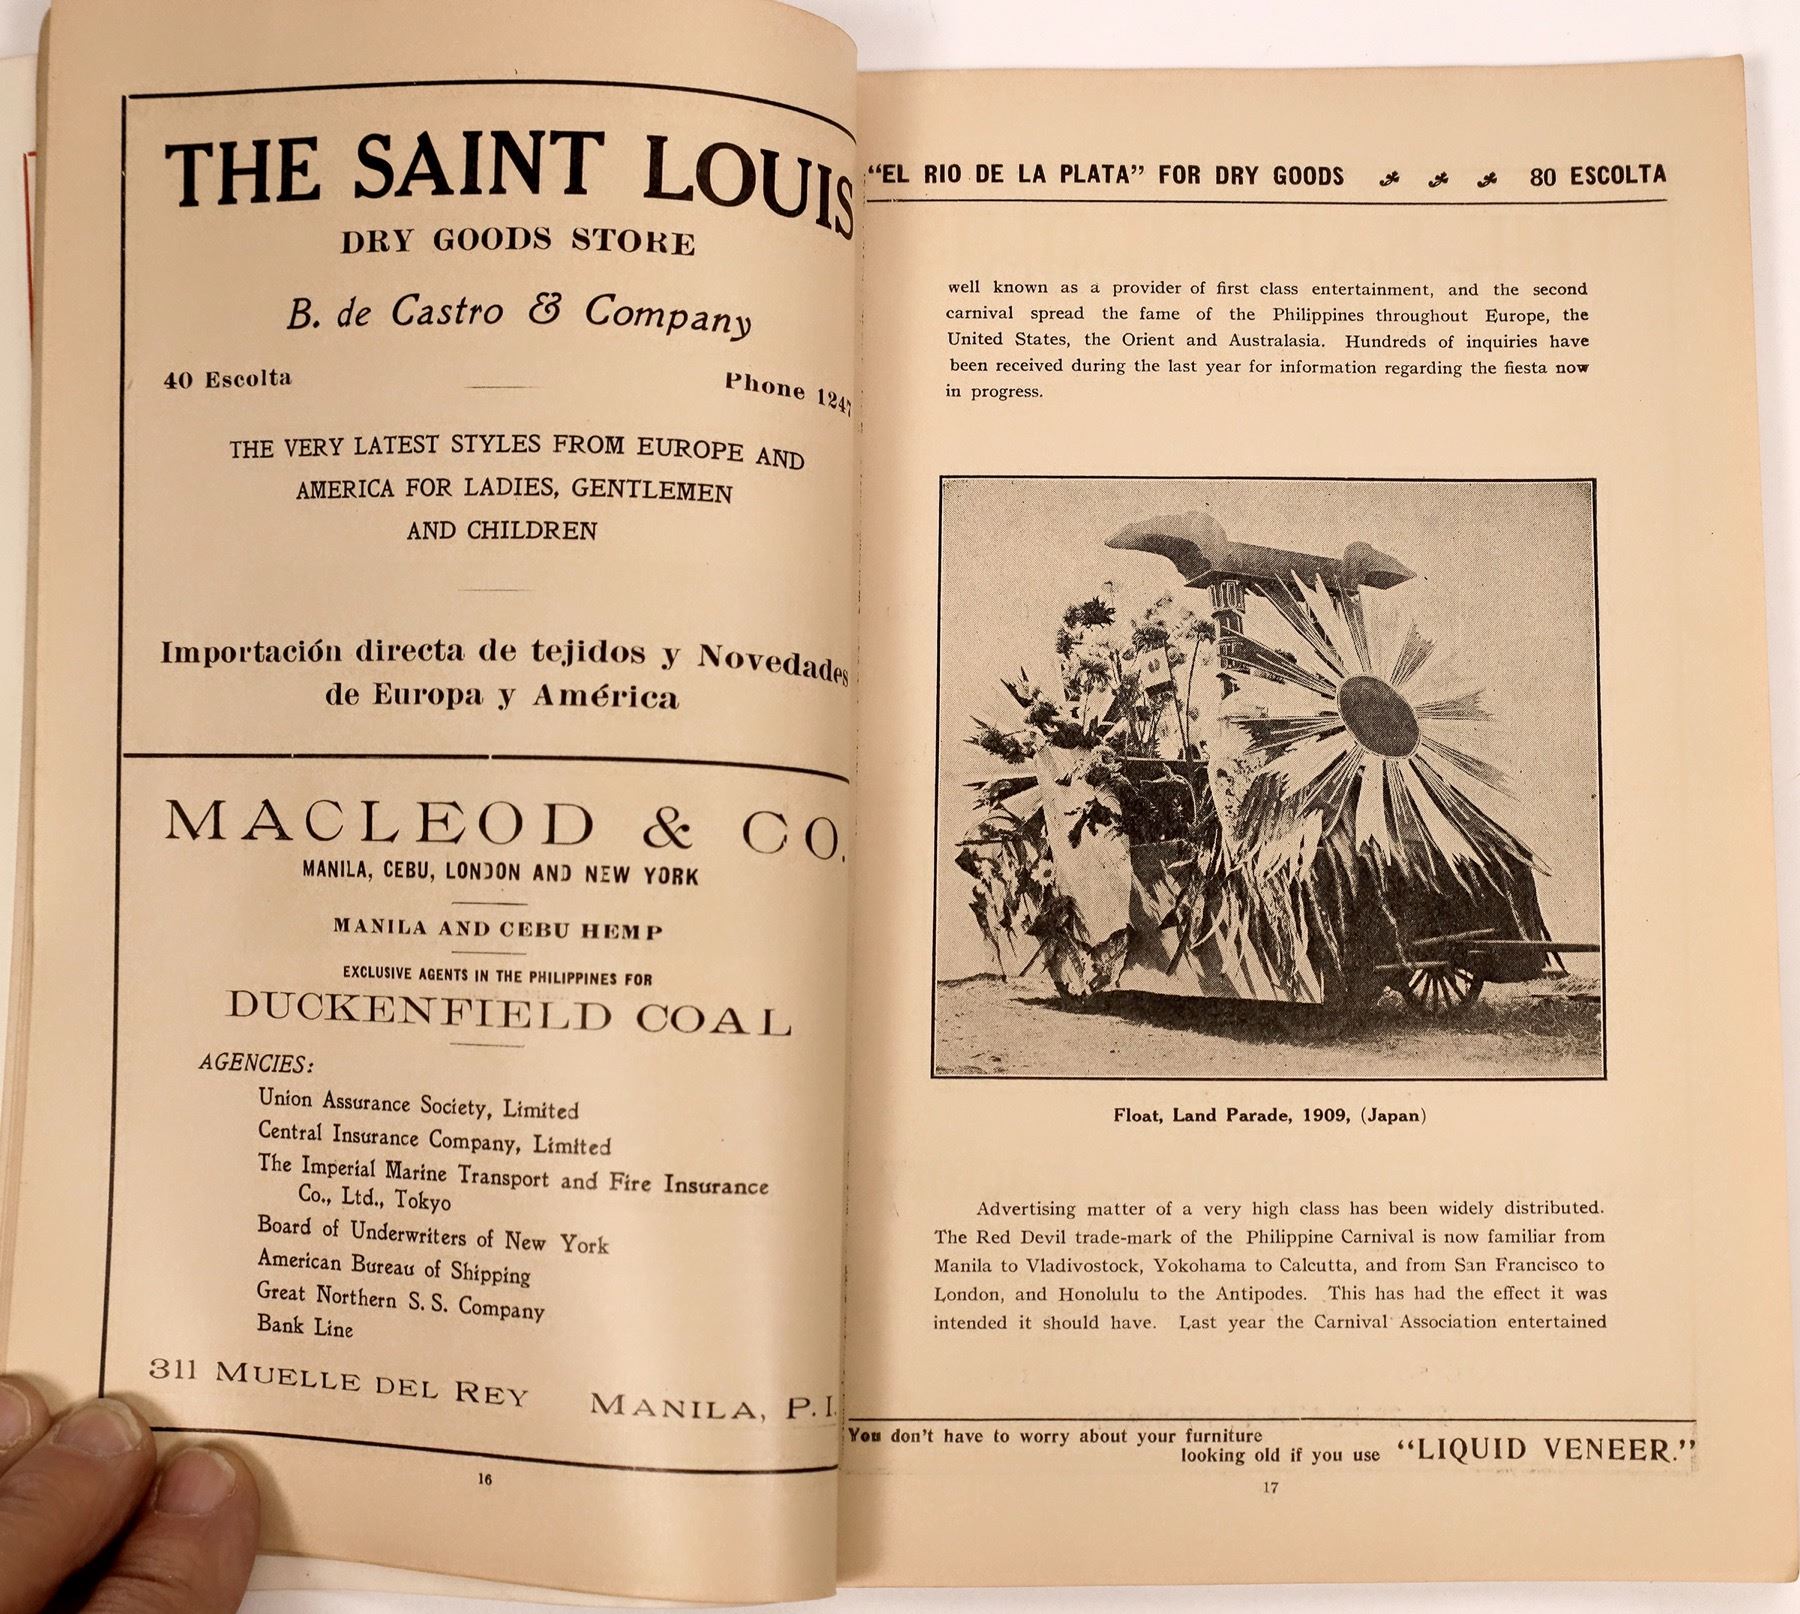 THE SAINT LOUIS
DRY GOODS STORE
B. de Castro & Company
40 Escolta Phone 1247
THE VERY LATEST STYLES FROM EUROPE AND
AMERICA FOR LADIES, GENTLEMEN
AND CHILDREN
Importación directa de tejidos y Novedades
de Europa y América
MACLEOD & CO.
MANILA, CEBU, LONDON AND NEW YORK
MANILA AND CEBU HEMP
EXCLUSIVE AGENTS IN THE PHILIPPINES FOR
DUCKENFIELD COAL
AGENCIES:
Union Assurance Society, Limited
Central Insurance Company, Limited
The Imperial Marine Transport and Fire Insurance
Co., Ltd., Tokyo
Board of Underwriters of New York
American Bureau of Shipping
Great Northern S. S. Company
Bank Line
311 MUELLE DEL REY MANILA, P. I.
16
"EL RIO DE LA PLATA" FOR DRY GOODS 80 ESCOLTA
well known as a provider of first class entertainment, and the second
carnival spread the fame of the Philippines throughout Europe, the
United States, the Orient and Australasia. Hundreds of inquiries have
been received during the last year for information regarding the fiesta now
in progress.
Float, Land Parade, 1909, (Japan)
Advertising matter of a very high class has been widely distributed.
The Red Devil trade-mark of the Philippine Carnival is now familiar from
Manila to Vladivostock, Yokohama to Calcutta, and from San Francisco to
London, and Honolulu to the Antipodes. This has had the effect it was
intended it should have. Last year the Carnival Association entertained
You don't have to worry about your furniture
looking old if you use "LIQUID VENEER."
17